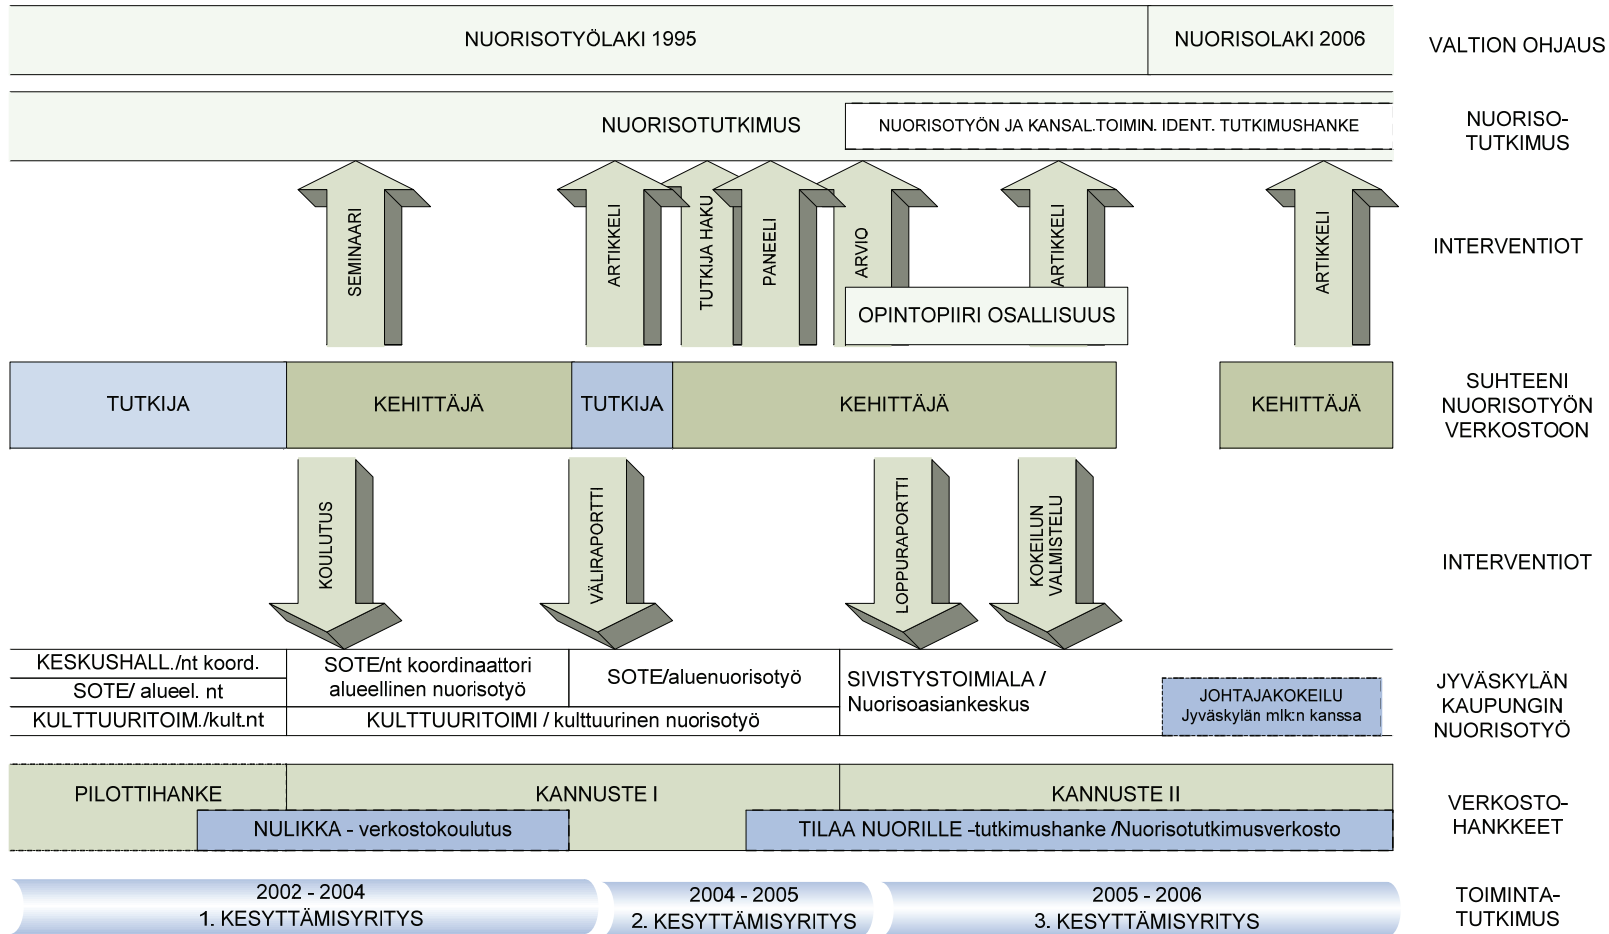 NUORISOTYÖLAKI 1995
NUORISOLAKI 2006
VALTION OHJAUS
NUORISOTUTKIMUS
NUORISOTYÖN JA KANSAL.TOIMIN. IDENT. TUTKIMUSHANKE
NUORISO-
TUTKIMUS
SEMINAARI
ARTIKKELI
TUTKIJA HAKU
PANEELI
ARVIO
ARTIKKELI
ARTIKKELI
INTERVENTIOT
OPINTOPIIRI OSALLISUUS
TUTKIJA
KEHITTÄJÄ
TUTKIJA
KEHITTÄJÄ
KEHITTÄJÄ
SUHTEENI
NUORISOTYÖN
VERKOSTOON
KOULUTUS
VÄLIRAPORTTI
LOPPURAPORTTI
KOKEILUN
VALMISTELU
INTERVENTIOT
KESKUSHALL./nt koord.
SOTE/ alueel. nt
KULTTUURITOIM./kult.nt
SOTE/nt koordinaattori
alueellinen nuorisotyö
SOTE/aluenuorisotyö
KULTTUURITOIMI / kulttuurinen nuorisotyö
SIVISTYSTOIMIALA /
Nuorisoasiankeskus
JOHTAJAKOKEILU
Jyväskylän mlk:n kanssa
JYVÄSKYLÄN
KAUPUNGIN
NUORISOTYÖ
PILOTTIHANKE
KANNUSTE I
KANNUSTE II
NULIKKA - verkostokoulutus
TILAA NUORILLE –tutkimushanke /Nuorisotutkimusverkosto
VERKOSTO-
HANKKEET
2002 - 2004
1. KESYTTÄMISYRITYS
2004 - 2005
2. KESYTTÄMISYRITYS
2005 - 2006
3. KESYTTÄMISYRITYS
TOIMINTA-
TUTKIMUS